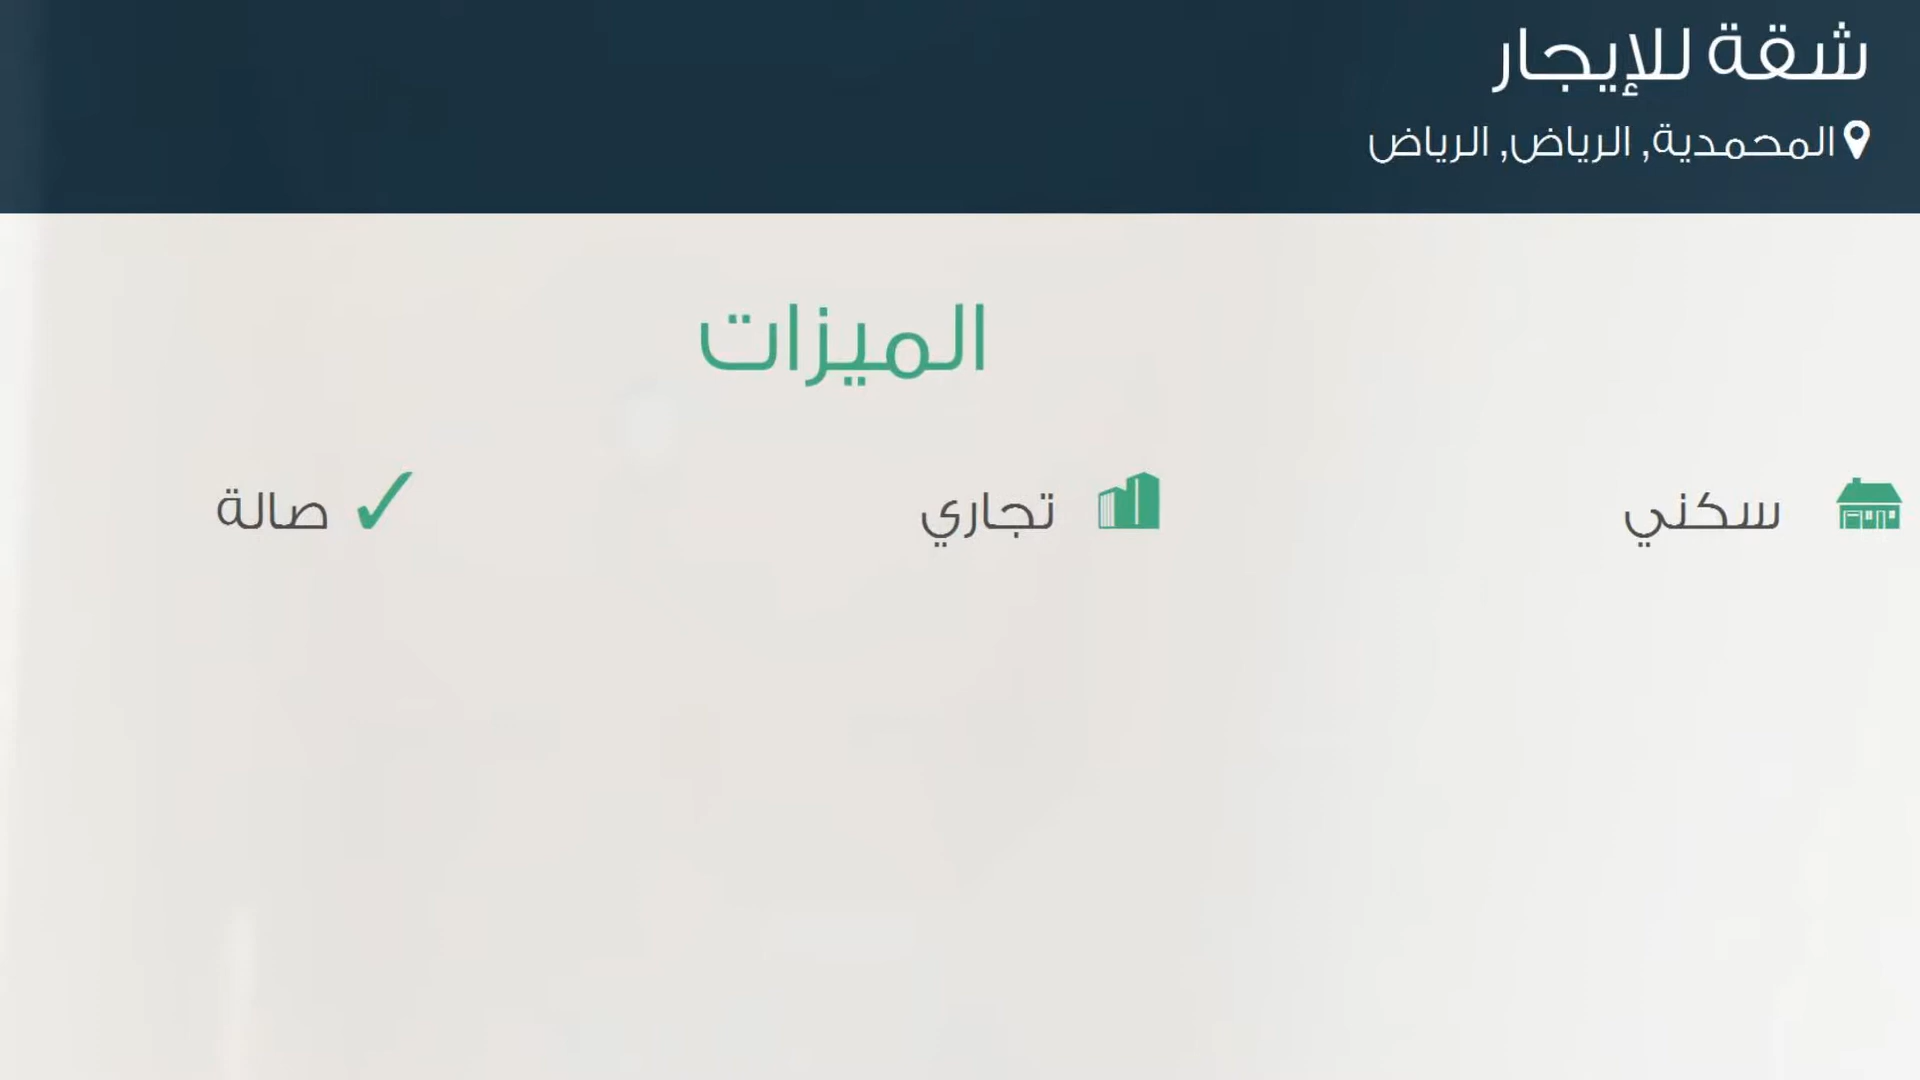 شقة للإيجار
المحمدية, الرياض, الرياض
الميزات
سكني
تجاري
صالة